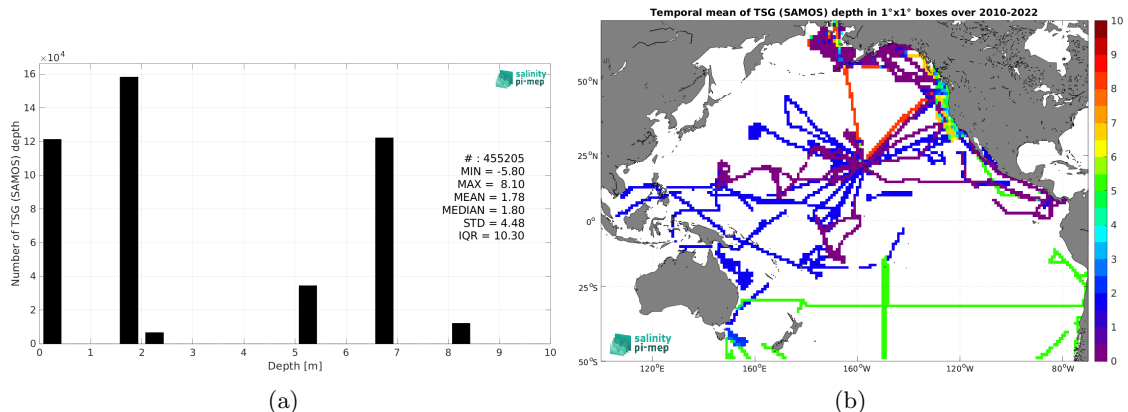 ×10⁴
16
14
12
10
8
6
4
2
0
Number of TSG (SAMOS) depth
0 1 2 3 4 5 6 7 8 9 10
Depth [m]
salinity
pi-mep
# : 455205
MIN = -5.80
MAX = 8.10
MEAN = 1.78
MEDIAN = 1.80
STD = 4.48
IQR = 10.30
(a)
Temporal mean of TSG (SAMOS) depth in 1°x1° boxes over 2010-2022
50°N
25°N
0°
25°S
50°S
120°E 160°E 160°W 120°W 80°W
salinity
pi-mep
10
9
8
7
6
5
4
3
2
1
0
(b)